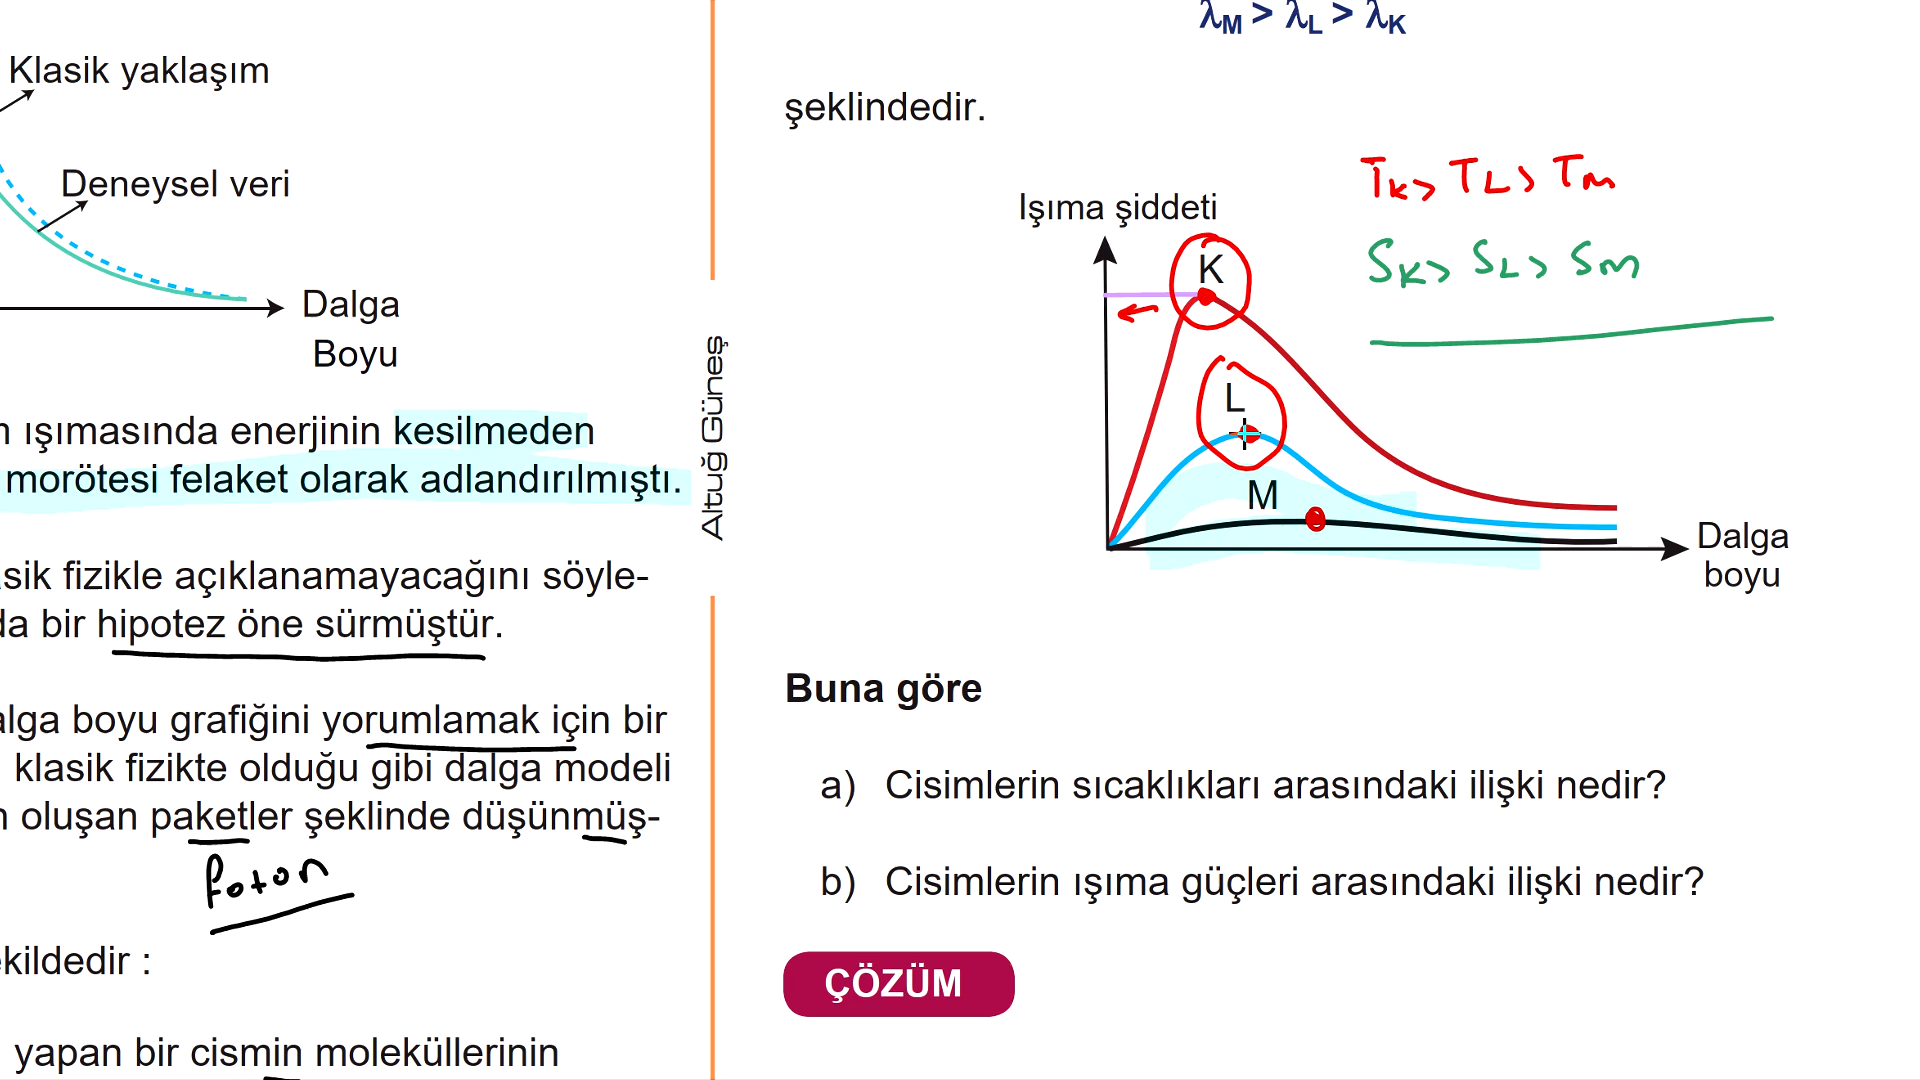 Klasik yaklaşım
Deneysel veri
Dalga
Boyu
ışımasında enerjinin kesilmeden
morötesi felaket olarak adlandırılmıştı.
sik fizikle açıklanamayacağını söyle-
da bir hipotez öne sürmüştür.
alga boyu grafiğini yorumlamak için bir
klasik fizikte olduğu gibi dalga modeli
n oluşan paketler şeklinde düşünmüş-
foton
ekildedir :
yapan bir cismin moleküllerinin
Altuğ Güneş
λM > λL > λK
şeklindedir.
TK > TL > Tm
SK > SL > Sm
Işıma şiddeti
K
L
M
Dalga
boyu
Buna göre
a) Cisimlerin sıcaklıkları arasındaki ilişki nedir?
b) Cisimlerin ışıma güçleri arasındaki ilişki nedir?
ÇÖZÜM